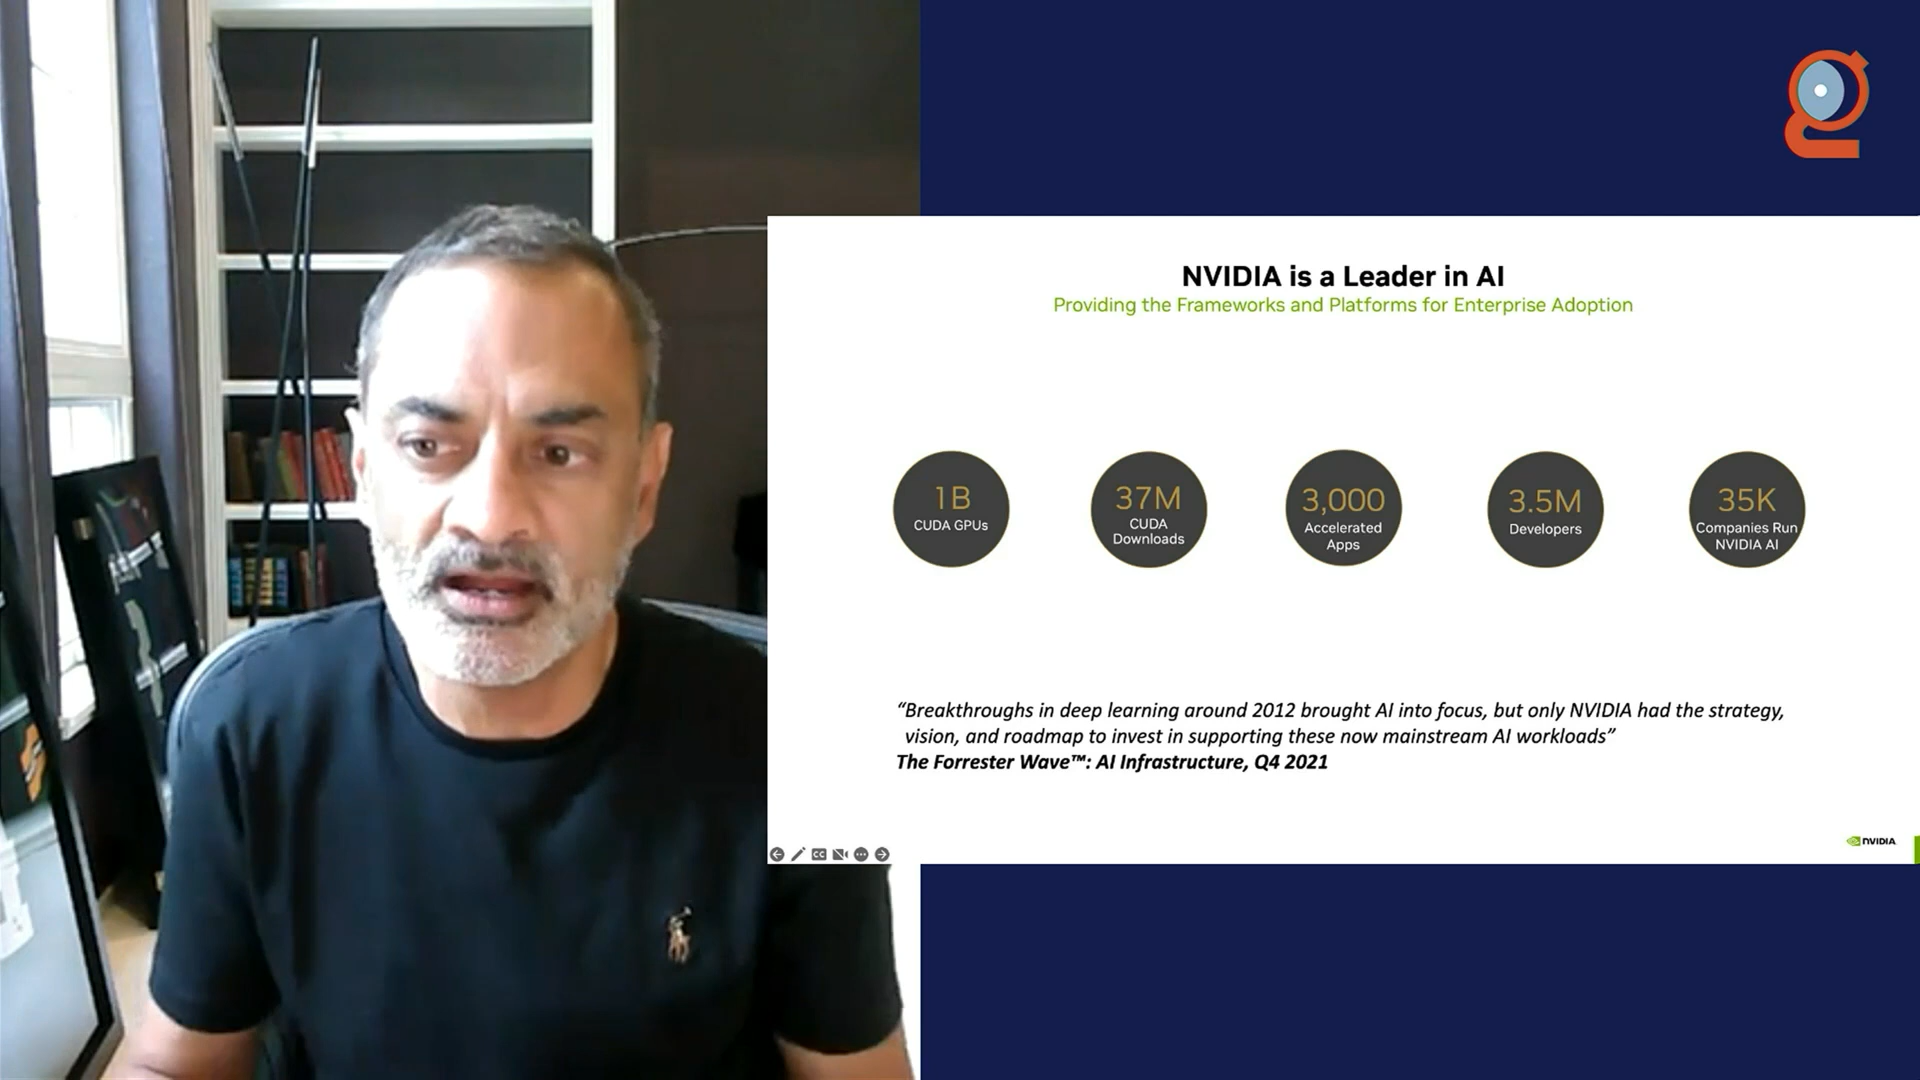 NVIDIA is a Leader in AI
Providing the Frameworks and Platforms for Enterprise Adoption
1B
CUDA GPUs
37M
CUDA
Downloads
3,000
Accelerated
Apps
3.5M
Developers
35K
Companies Run
NVIDIA AI
“Breakthroughs in deep learning around 2012 brought AI into focus, but only NVIDIA had the strategy,
vision, and roadmap to invest in supporting these now mainstream AI workloads”
The Forrester Wave™: AI Infrastructure, Q4 2021
CC
NVIDIA